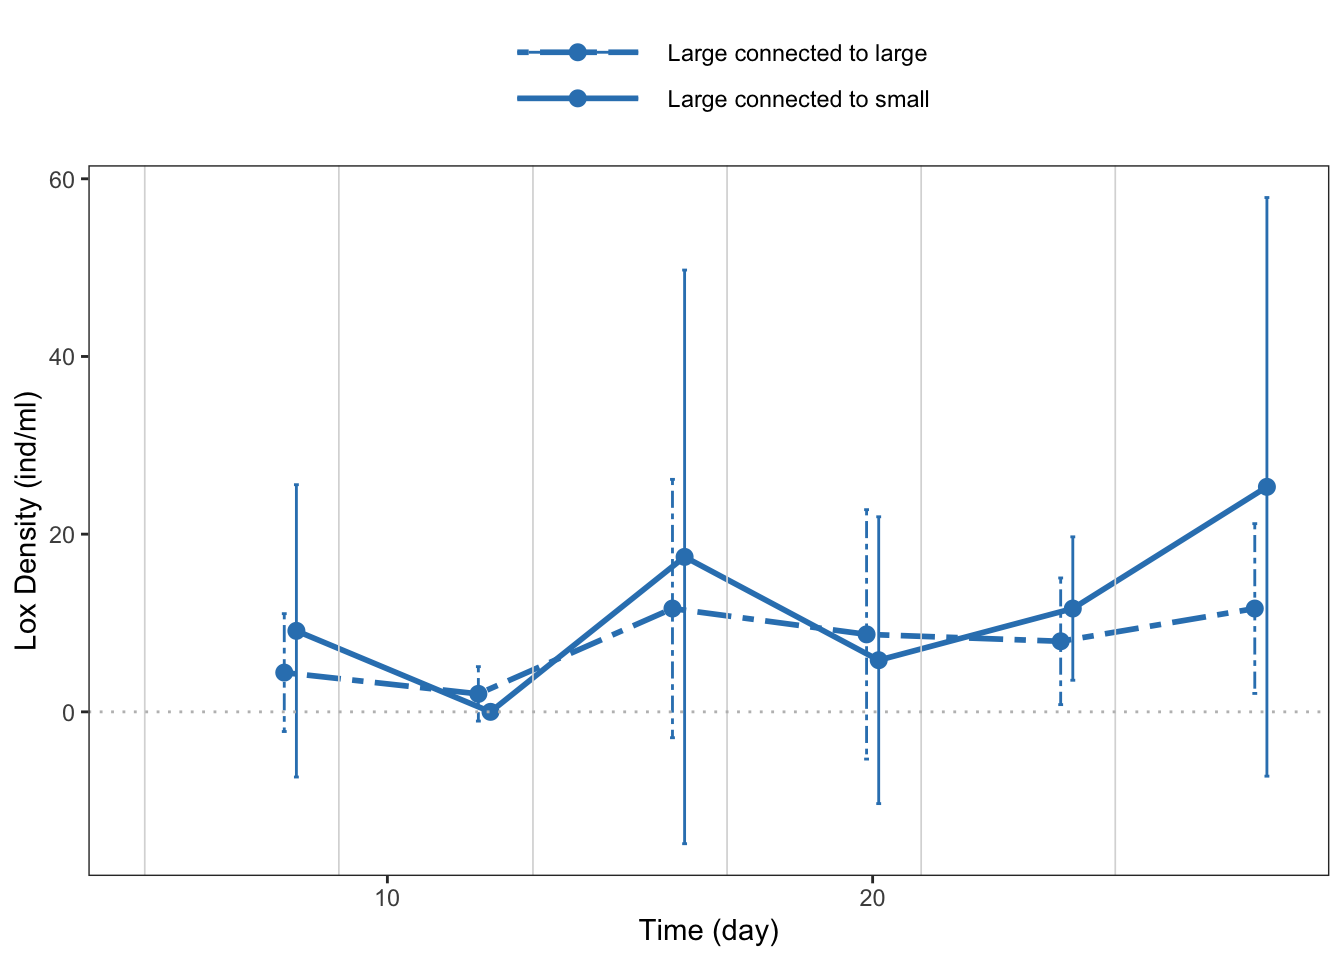 Large connected to large
Large connected to small
60
40
20
0
Lox Density (ind/ml)
10 20
Time (day)